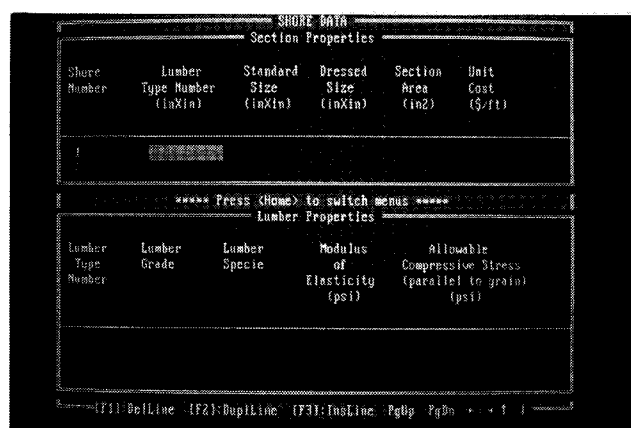 SHORE DATA
Section Properties
Shore Lumber Standard Dressed Section Unit
Number Type Number Size Size Area Cost
(inXin) (inXin) (inXin) (in2) ($/ft)
1
***** Press <Home> to switch menus *****
Lumber Properties
Lumber Lumber Lumber Modulus Allowable
Type Grade Specie of Compressive Stress
Number Elasticity (parallel to grain)
(psi) (psi)
[F1]:DelLine [F2]:DuplLine [F3]:InsLine PgUp PgDn